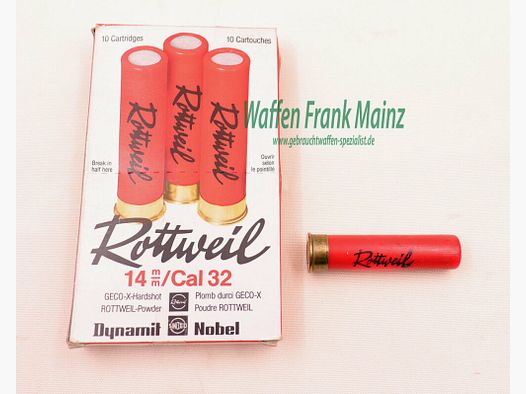 10 Cartridges
10 Cartouches
Rottweil
Rottweil
Rottweil
Waffen Frank Mainz
www.gebrauchtwaffen-spezialist.de
Break in
half here
Ouvrir
selon
le pointillé
Rottweil
14 m/m/Cal 32
GECO-X-Hardshot
Plomb durci GECO-X
ROTTWEIL-Powder
Poudre ROTTWEIL
Dynamit Nobel
Rottweil